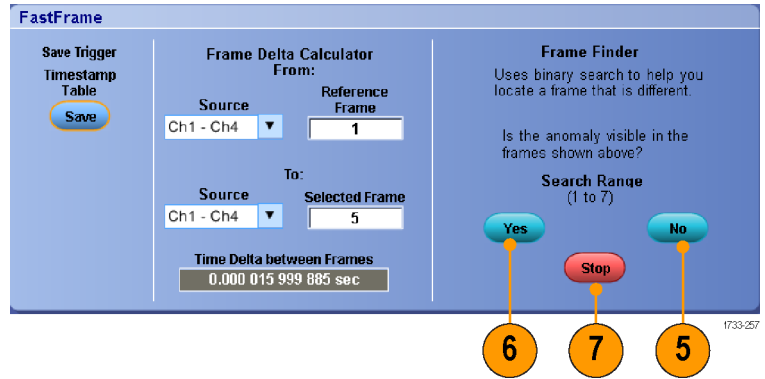 FastFrame
Save Trigger
Timestamp
Table
Save
Frame Delta Calculator
From:
Source
Reference
Frame
Ch1 - Ch4
1
To:
Source
Selected Frame
Ch1 - Ch4
5
Time Delta between Frames
0.000 015 999 885 sec
Frame Finder
Uses binary search to help you
locate a frame that is different.
Is the anomaly visible in the
frames shown above?
Search Range
(1 to 7)
Yes
No
Stop
1733-257
6
7
5